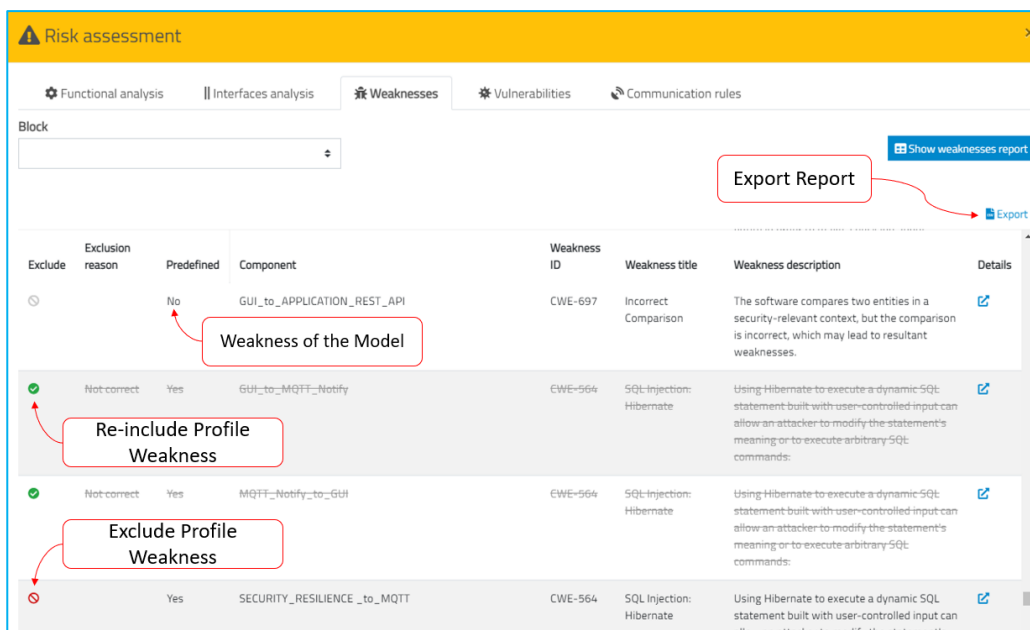 Risk assessment
Functional analysis Interfaces analysis Weaknesses Vulnerabilities Communication rules
Block
Show weaknesses report
Export Report
Export
Exclude Exclusion reason Predefined Component Weakness ID Weakness title Weakness description Details
No GUI_to_APPLICATION_REST_API CWE-697 Incorrect The software compares two entities in a
Comparison security-relevant context, but the comparison
is incorrect, which may lead to resultant
weaknesses.
Weakness of the Model
Not correct Yes GUI_to_MQTT_Notify CWE-564 SQL Injection: Using Hibernate to execute a dynamic SQL
Hibernate statement built with user-controlled input can
allow an attacker to modify the statement's
meaning or to execute arbitrary SQL
commands.
Re-include Profile
Weakness
Not correct Yes MQTT_Notify_to_GUI CWE-564 SQL Injection: Using Hibernate to execute a dynamic SQL
Hibernate statement built with user-controlled input can
allow an attacker to modify the statement's
meaning or to execute arbitrary SQL
commands.
Exclude Profile
Weakness
Yes SECURITY_RESILIENCE _to_MQTT CWE-564 SQL Injection: Using Hibernate to execute a dynamic SQL
Hibernate statement built with user-controlled input can